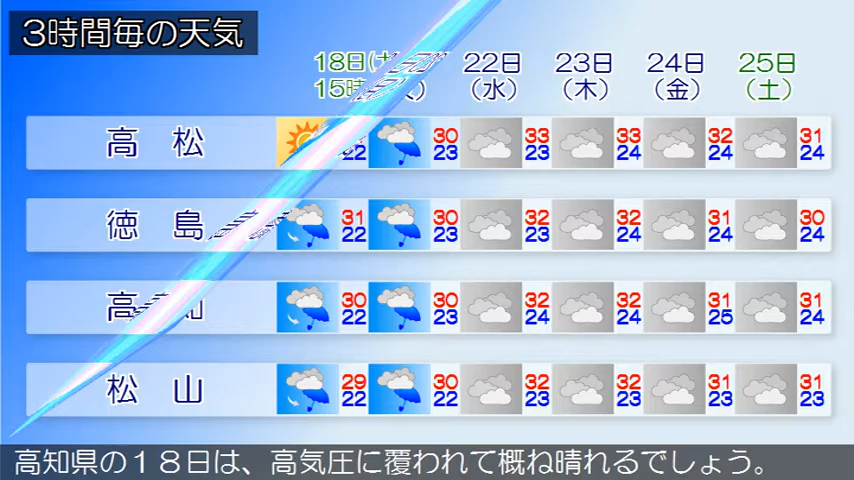 3時間毎の天気
18日(土 22日 23日 24日 25日
15時 (水) (木) (金) (土)
高松 22 30 23 33 23 33 24 32 24 31 24
徳島 31 22 30 23 32 23 32 24 31 24 30 24
高知 30 22 30 23 32 24 32 24 31 25 31 24
松山 29 22 30 22 32 23 32 23 31 23 31 23
高知県の18日は、高気圧に覆われて概ね晴れるでしょう。